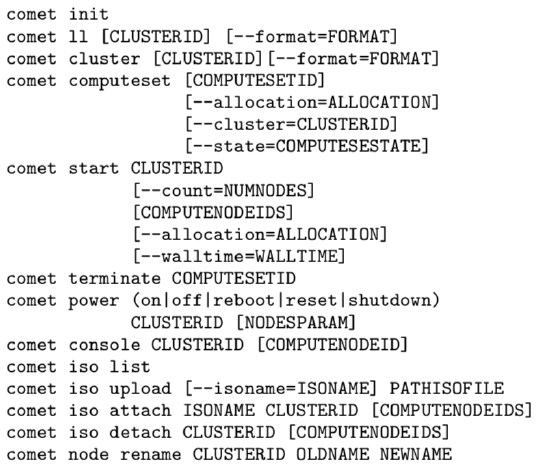 comet init
comet ll [CLUSTERID] [--format=FORMAT]
comet cluster [CLUSTERID][--format=FORMAT]
comet computeset [COMPUTESETID]
[--allocation=ALLOCATION]
[--cluster=CLUSTERID]
[--state=COMPUTESESTATE]
comet start CLUSTERID
[--count=NUMNODES]
[COMPUTENODEIDS]
[--allocation=ALLOCATION]
[--walltime=WALLTIME]
comet terminate COMPUTESETID
comet power (on|off|reboot|reset|shutdown)
CLUSTERID [NODESPARAM]
comet console CLUSTERID [COMPUTENODEID]
comet iso list
comet iso upload [--isoname=ISONAME] PATHISOFILE
comet iso attach ISONAME CLUSTERID [COMPUTENODEIDS]
comet iso detach CLUSTERID [COMPUTENODEIDS]
comet node rename CLUSTERID OLDNAME NEWNAME